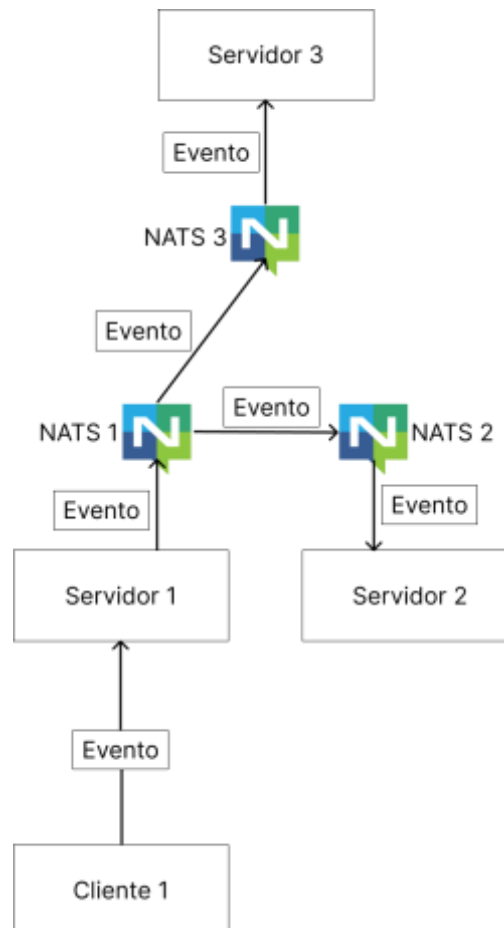 Servidor 3
Evento
NATS 3
Evento
Evento
NATS 1
NATS 2
Evento
Evento
Servidor 1
Servidor 2
Evento
Cliente 1